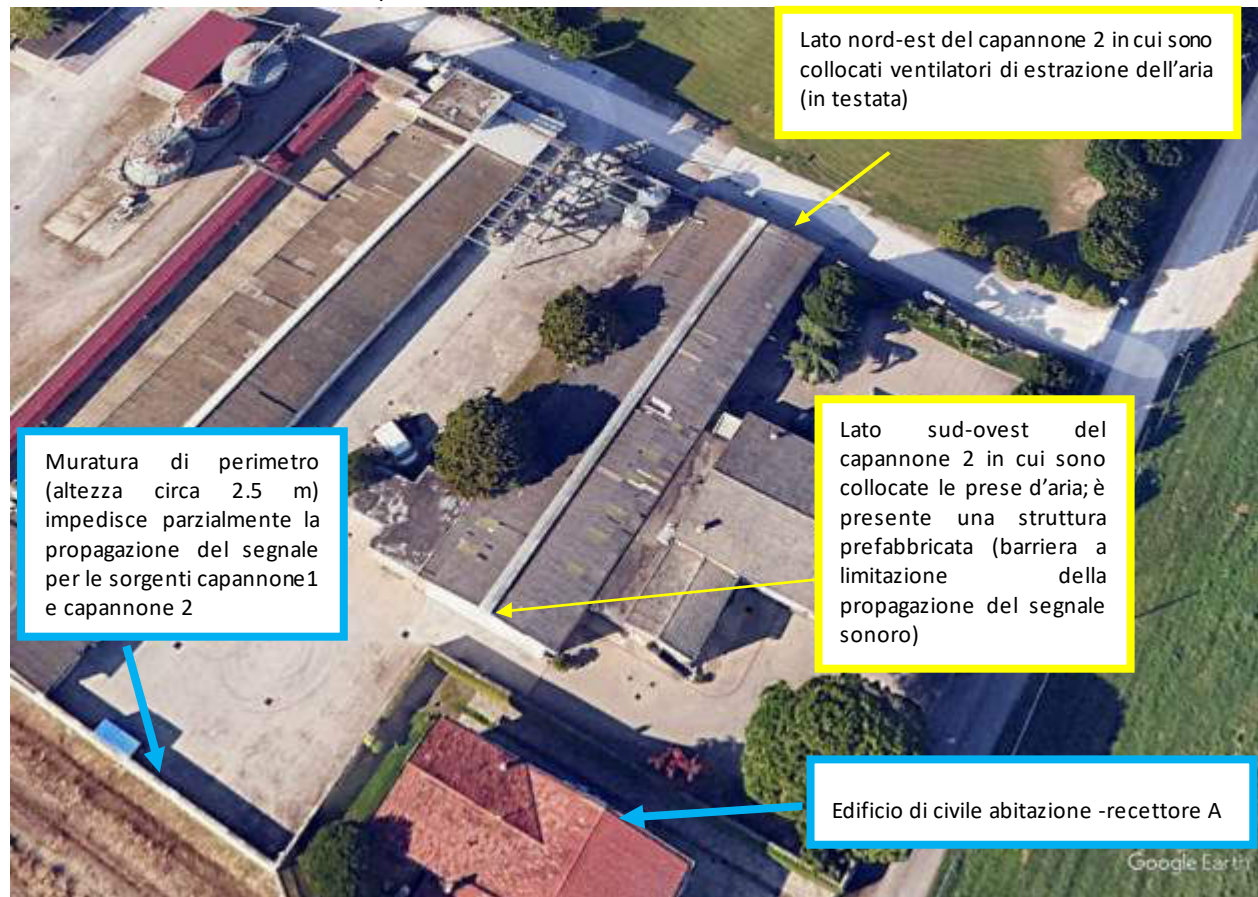 Lato nord-est del capannone 2 in cui sono
collocati ventilatori di estrazione dell'aria
(in testata)
Muratura di perimetro
(altezza circa 2.5 m)
impedisce parzialmente la
propagazione del segnale
per le sorgenti capannone1
e capannone 2
Lato sud-ovest del
capannone 2 in cui sono
collocate le prese d'aria; è
presente una struttura
prefabbricata (barriera a
limitazione della
propagazione del segnale
sonoro)
Edificio di civile abitazione -recettore A
Google Earth